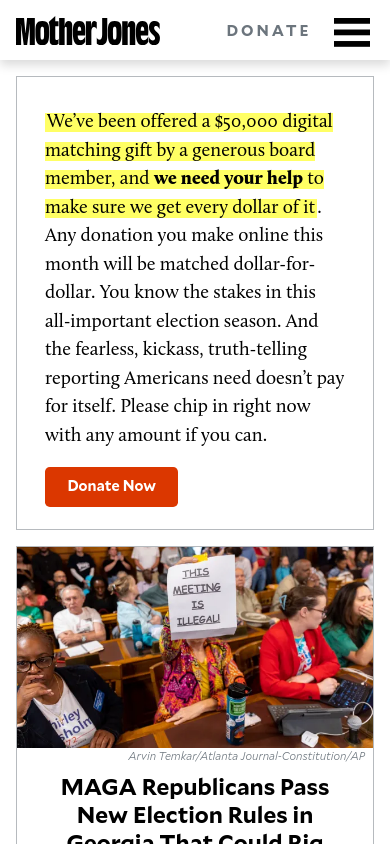 Mother Jones
DONATE
We've been offered a $50,000 digital
matching gift by a generous board
member, and we need your help to
make sure we get every dollar of it.
Any donation you make online this
month will be matched dollar-for-
dollar. You know the stakes in this
all-important election season. And
the fearless, kickass, truth-telling
reporting Americans need doesn't pay
for itself. Please chip in right now
with any amount if you can.
Donate Now
THIS
MEETING
IS
ILLEGAL!
Arvin Temkar/Atlanta Journal-Constitution/AP
MAGA Republicans Pass
New Election Rules in
Georgia That Could Big